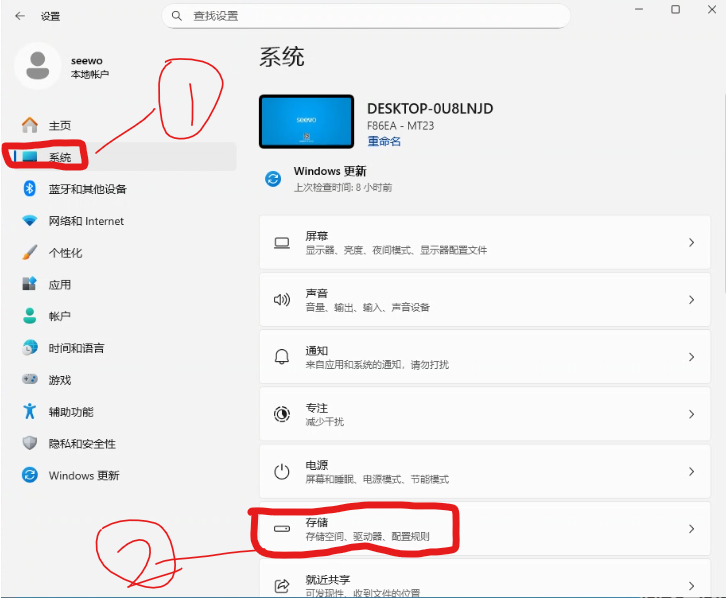 设置
查找设置
seewo
本地帐户
1
主页
系统
蓝牙和其他设备
网络和 Internet
个性化
应用
帐户
时间和语言
游戏
辅助功能
隐私和安全性
Windows 更新
2
系统
seewo
DESKTOP-0U8LNJD
F86EA - MT23
重命名
Windows 更新
上次检查时间: 8 小时前
屏幕
显示器、亮度、夜间模式、显示器配置文件
声音
音量、输出、输入、声音设备
通知
来自应用和系统的通知，请勿打扰
专注
减少干扰
电源
屏幕和睡眠、电源模式、节能模式
存储
存储空间、驱动器、配置规则
就近共享
可发现性、收到文件的位置